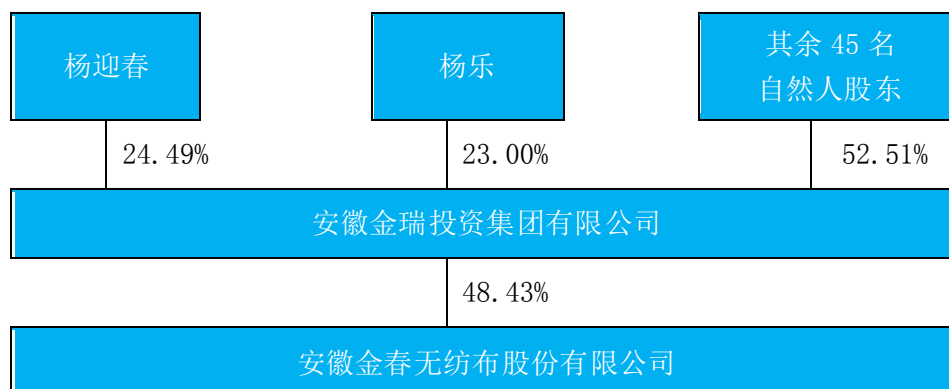 杨迎春
杨乐
其余 45 名
自然人股东
24.49%
23.00%
52.51%
安徽金瑞投资集团有限公司
48.43%
安徽金春无纺布股份有限公司